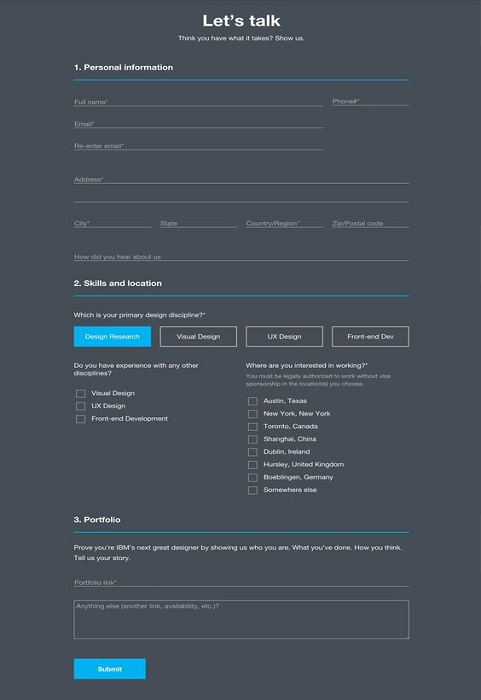 Let's talk
Think you have what it takes? Show us.
1. Personal information
Full name*
Phone#*
Email*
Re-enter email*
Address*
City*
State
Country/Region*
Zip/Postal code
How did you hear about us
2. Skills and location
Which is your primary design discipline?*
Design Research
Visual Design
UX Design
Front-end Dev
Do you have experience with any other
disciplines?
Visual Design
UX Design
Front-end Development
Where are you interested in working?*
You must be legally authorized to work without visa
sponsorship in the location(s) you choose.
Austin, Texas
New York, New York
Toronto, Canada
Shanghai, China
Dublin, Ireland
Hursley, United Kingdom
Boeblingen, Germany
Somewhere else
3. Portfolio
Prove you're IBM's next great designer by showing us who you are. What you've done. How you think.
Tell us your story.
Portfolio link*
Anything else (another link, availability, etc.)?
Submit